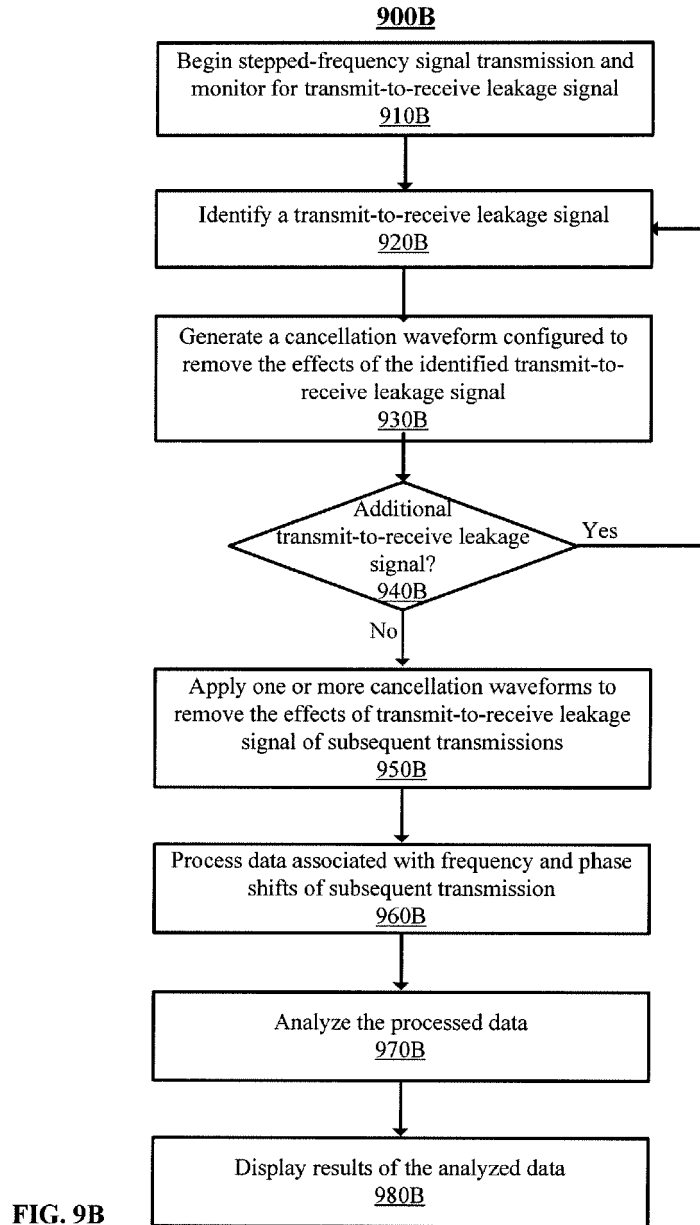 900B
Begin stepped-frequency signal transmission and
monitor for transmit-to-receive leakage signal
910B
Identify a transmit-to-receive leakage signal
920B
Generate a cancellation waveform configured to
remove the effects of the identified transmit-to-
receive leakage signal
930B
Additional
transmit-to-receive leakage
signal?
940B
Yes
No
Apply one or more cancellation waveforms to
remove the effects of transmit-to-receive leakage
signal of subsequent transmissions
950B
Process data associated with frequency and phase
shifts of subsequent transmission
960B
Analyze the processed data
970B
Display results of the analyzed data
980B
FIG. 9B